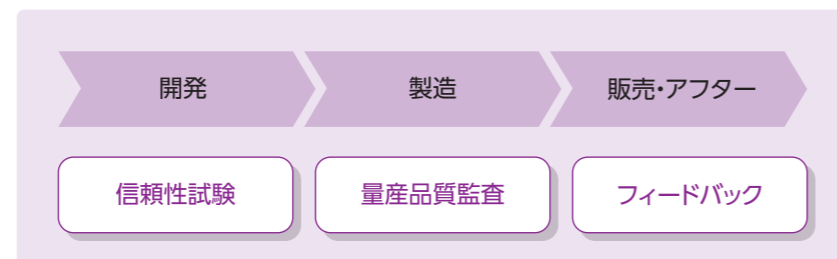 開発
製造
販売・アフター
信頼性試験
量産品質監査
フィードバック